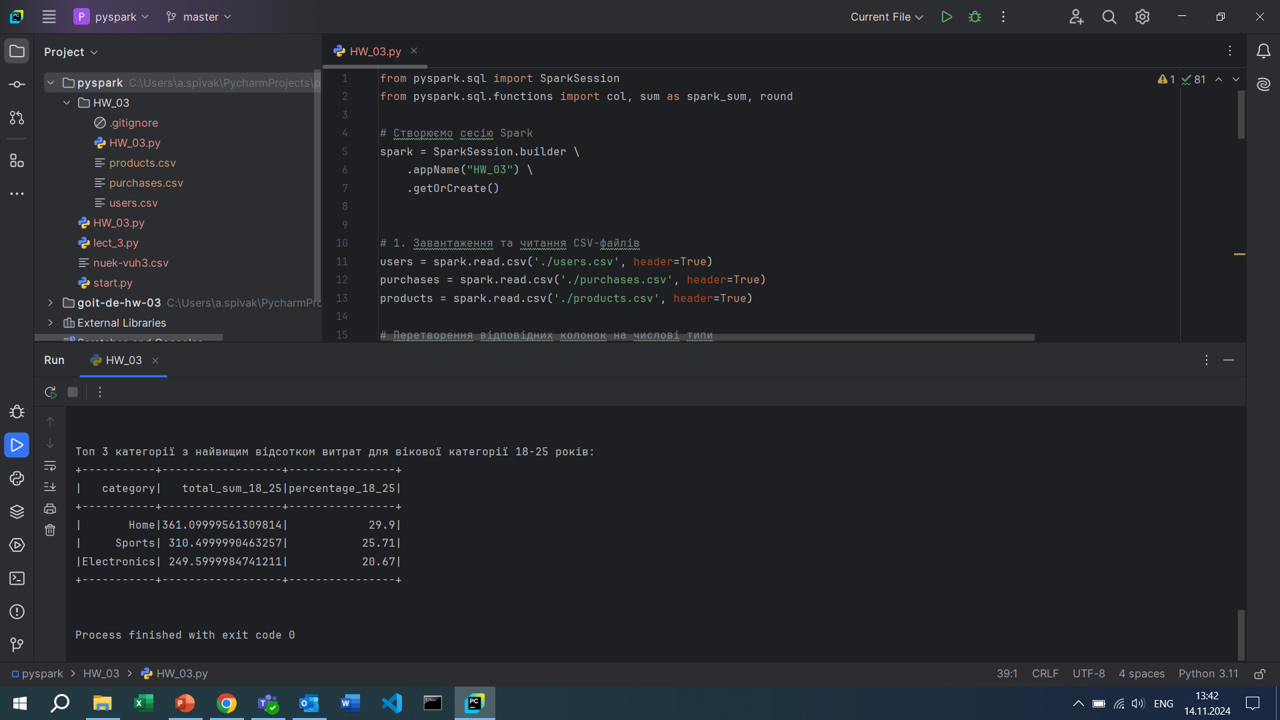 P pyspark master Current File
Project
HW_03.py
pyspark C:\Users\a.spivak\PycharmProjects\p
HW_03
.gitignore
HW_03.py
products.csv
purchases.csv
users.csv
HW_03.py
lect_3.py
nuek-vuh3.csv
start.py
goit-de-hw-03 C:\Users\a.spivak\PycharmPro
External Libraries
Scratches and Consoles
1 81
1 from pyspark.sql import SparkSession
2 from pyspark.sql.functions import col, sum as spark_sum, round
3
4 # Створюємо сесію Spark
5 spark = SparkSession.builder \
6 .appName("HW_03") \
7 .getOrCreate()
8
9
10 # 1. Завантаження та читання CSV-файлів
11 users = spark.read.csv('./users.csv', header=True)
12 purchases = spark.read.csv('./purchases.csv', header=True)
13 products = spark.read.csv('./products.csv', header=True)
14
15 # Перетворення відповідних колонок на числові типи
Run HW_03
Топ 3 категорії з найвищим відсотком витрат для вікової категорії 18-25 років:
+-----------+------------------+----------------+
|   category|   total_sum_18_25|percentage_18_25|
+-----------+------------------+----------------+
|       Home|361.09999561309814|            29.9|
|     Sports| 310.4999990463257|           25.71|
|Electronics| 249.5999984741211|           20.67|
+-----------+------------------+----------------+
Process finished with exit code 0
pyspark > HW_03 > HW_03.py 39:1 CRLF UTF-8 4 spaces Python 3.11
ENG 13:42
14.11.2024